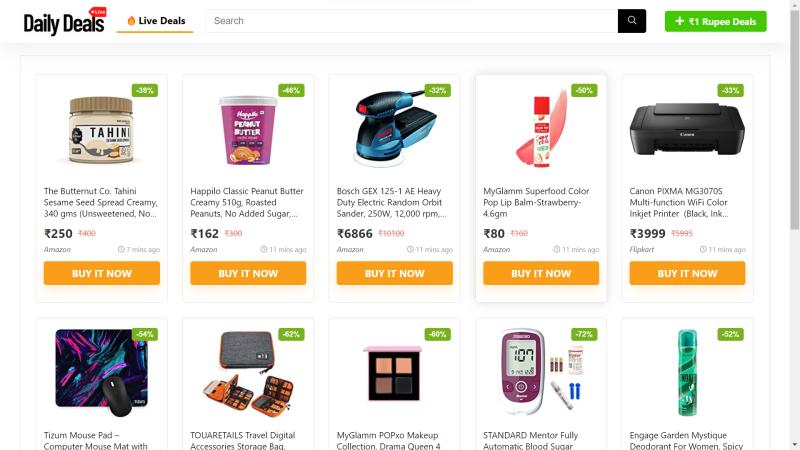 Daily Deals Live
Live Deals
Search
+ ₹1 Rupee Deals
-38%
TAHINI
The Butternut Co. Tahini
Sesame Seed Spread Creamy,
340 gms (Unsweetened, No...
₹250 ₹400
Amazon 7 mins ago
BUY IT NOW
-46%
Happilo
PEANUT
BUTTER
Happilo Classic Peanut Butter
Creamy 510g, Roasted
Peanuts, No Added Sugar,...
₹162 ₹300
Amazon 11 mins ago
BUY IT NOW
-32%
Bosch GEX 125-1 AE Heavy
Duty Electric Random Orbit
Sander, 250W, 12,000 rpm,...
₹6866 ₹10100
Amazon 11 mins ago
BUY IT NOW
-50%
MyGlamm Superfood Color
Pop Lip Balm-Strawberry-
4.6gm
₹80 ₹160
Amazon 11 mins ago
BUY IT NOW
-33%
Canon
Canon PIXMA MG3070S
Multi-function WiFi Color
Inkjet Printer (Black, Ink...
₹3999 ₹5995
Flipkart 11 mins ago
BUY IT NOW
-54%
Tizum Mouse Pad –
Computer Mouse Mat with
-62%
TOUARETAILS Travel Digital
Accessories Storage Bag,
-60%
MyGlamm POPxo Makeup
Collection, Drama Queen 4
-72%
107
STANDARD Mentor Fully
Automatic Blood Sugar
-52%
Engage Garden Mystique
Deodorant For Women, Spicy